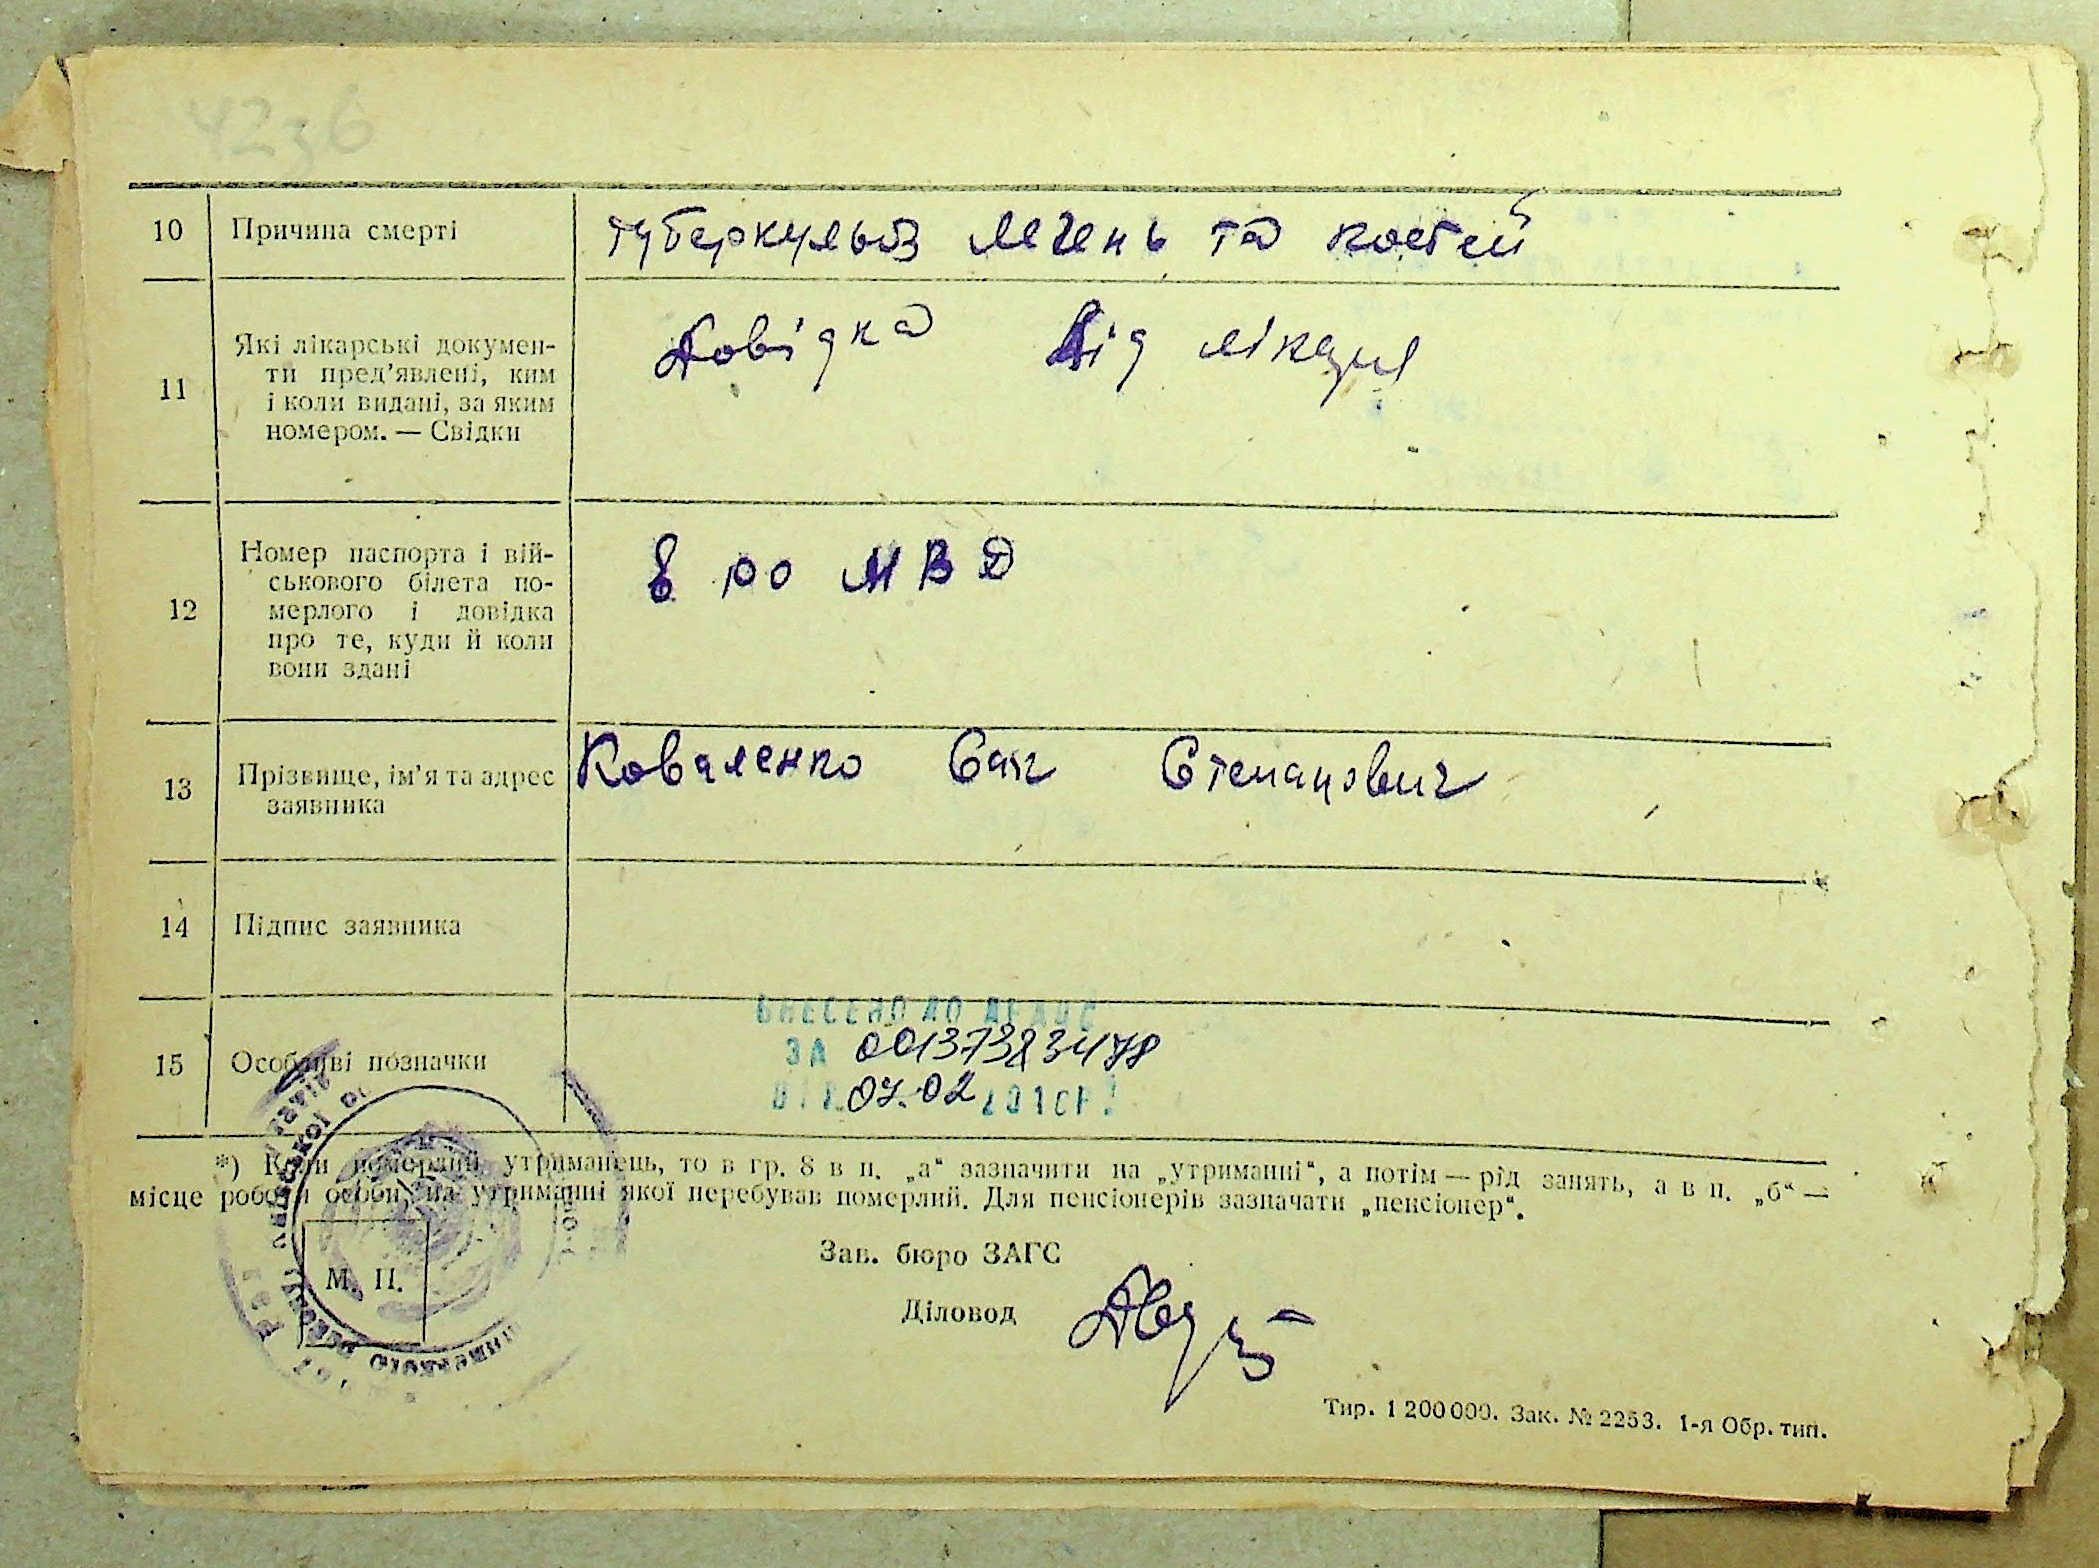 42зб
10 Причина смерті туберкульоз легень та костей
11 Які лікарські докумен-
ти пред’явлені, ким
і коли видані, за яким
номером. — Свідки
Довідка від лікаря
12 Номер паспорта і вій-
ськового білета по-
мерлого і довідка
про те, куди й коли
вони здані
в РО МВД
13 Прізвище, ім’я та адрес
заявника
Коваленко Степанович
14 Підпис заявника
15 Особливі позначки
ВНЕСЕНО ДО ДРАЦС
ЗА 00137383478
ВІД 07.02 201 р.
*) Коли померлий утриманець, то в гр. 8 в п. „а“ зазначити на „утриманні“, а потім — рід занять, а в п. „б“ —
місце роботи особи, на утриманні якої перебував померлий. Для пенсіонерів зазначати „пенсіонер“.
Зав. бюро ЗАГС
М. П.
Діловод
Тир. 1 200 000. Зак. № 2253. 1-я Обр. тип.